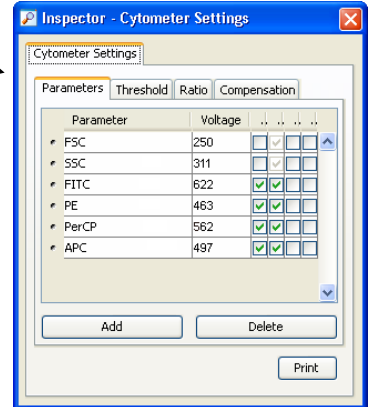 Inspector - Cytometer Settings
Cytometer Settings
Parameters Threshold Ratio Compensation
Parameter Voltage .. .. .. ..
FSC 250
SSC 311
FITC 622
PE 463
PerCP 562
APC 497
Add Delete
Print